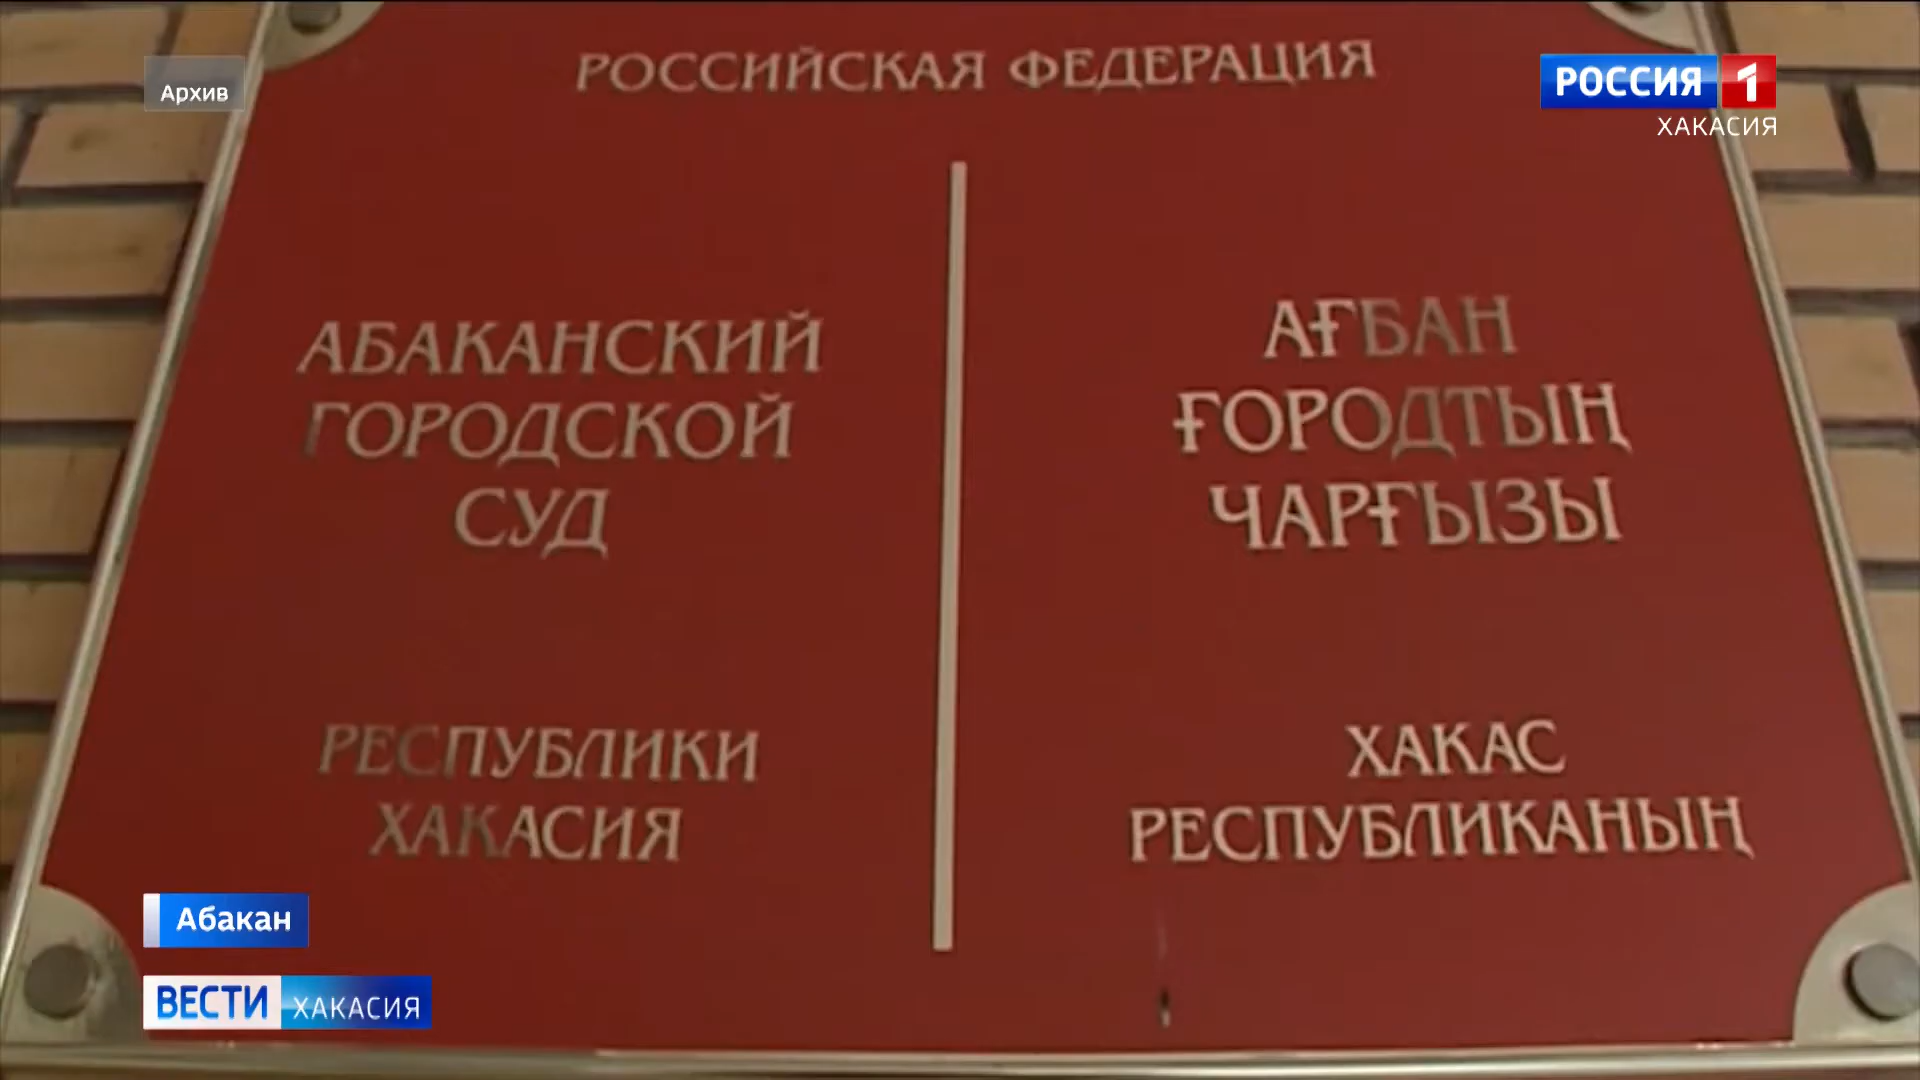 РОССИЙСКАЯ ФЕДЕРАЦИЯ
Архив
РОССИЯ 1
ХАКАСИЯ
АБАКАНСКИЙ
ГОРОДСКОЙ
СУД
РЕСПУБЛИКИ
ХАКАСИЯ
АҒБАН
ҒОРОДТЫҢ
ЧАРҒЫЗЫ
ХАКАС
РЕСПУБЛИКАНЫҢ
Абакан
ВЕСТИ ХАКАСИЯ